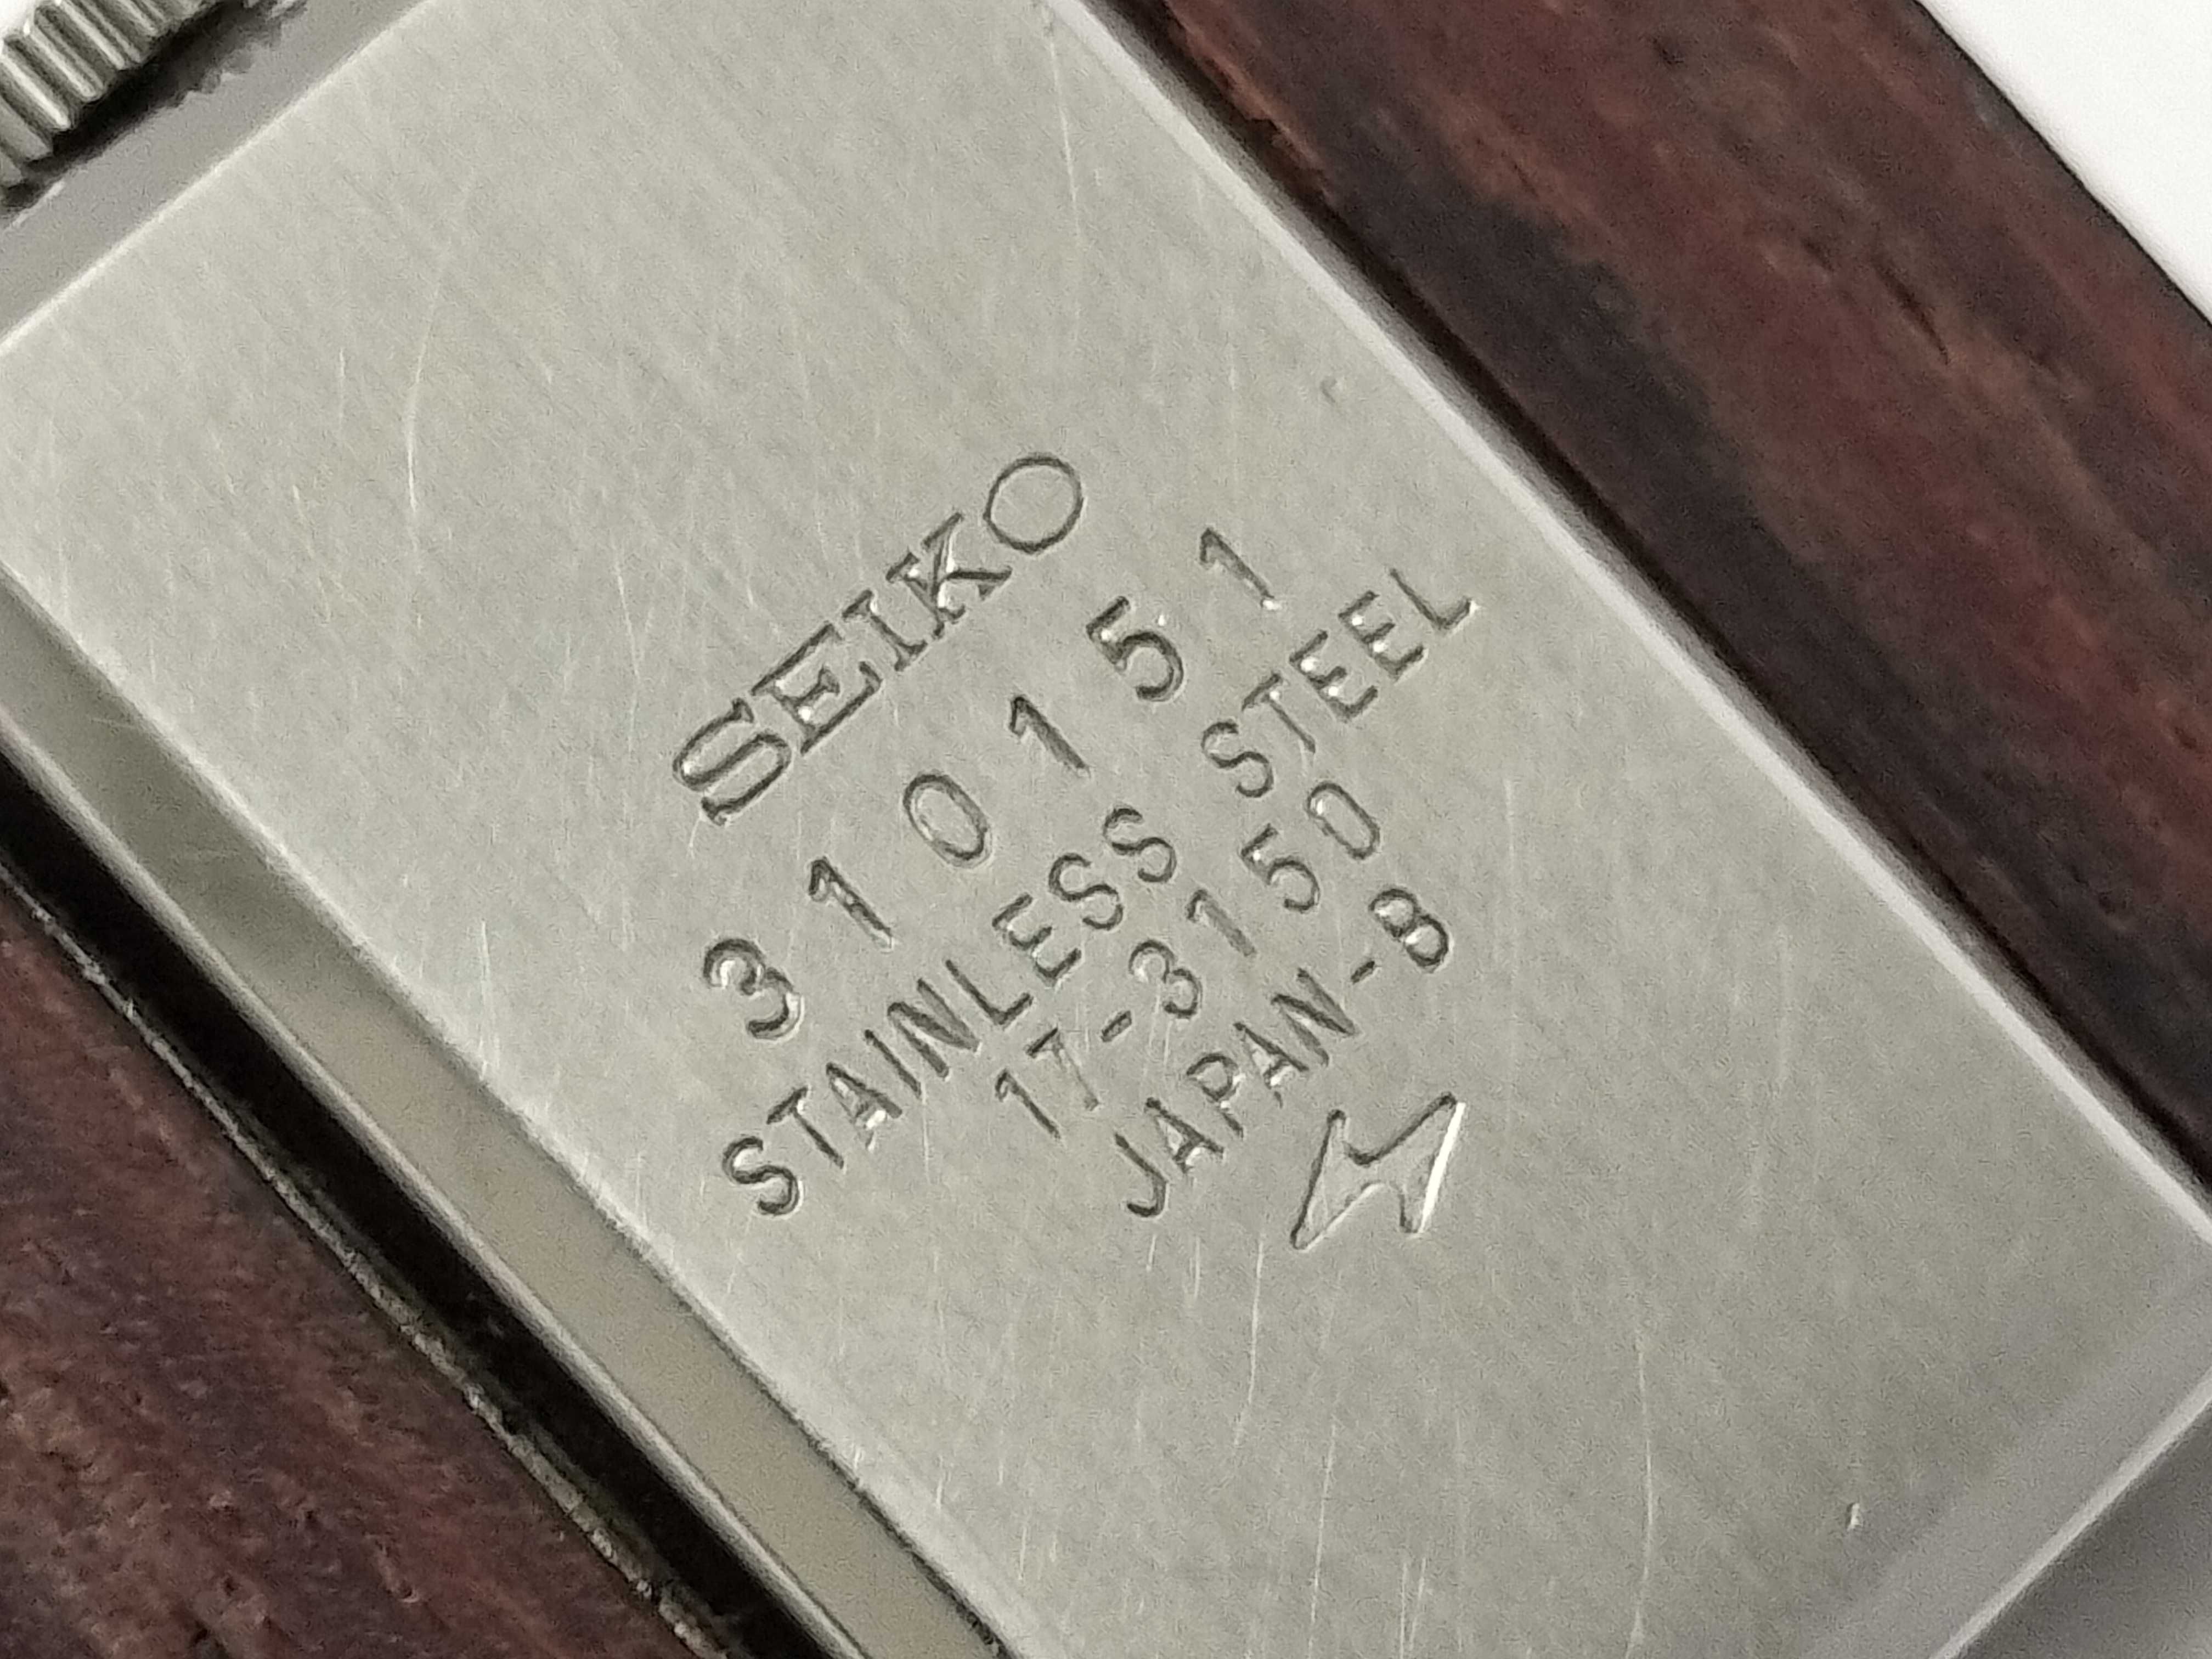 SEIKO
310151
STAINLESS STEEL
17-3150
JAPAN-8